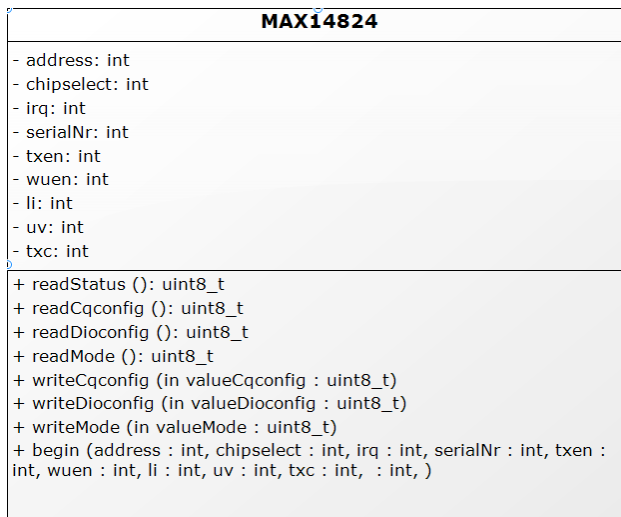 MAX14824
- address: int
- chipselect: int
- irq: int
- serialNr: int
- txen: int
- wuen: int
- li: int
- uv: int
- txc: int
+ readStatus (): uint8_t
+ readCqconfig (): uint8_t
+ readDioconfig (): uint8_t
+ readMode (): uint8_t
+ writeCqconfig (in valueCqconfig : uint8_t)
+ writeDioconfig (in valueDioconfig : uint8_t)
+ writeMode (in valueMode : uint8_t)
+ begin (address : int, chipselect : int, irq : int, serialNr : int, txen :
int, wuen : int, li : int, uv : int, txc : int,  : int, )